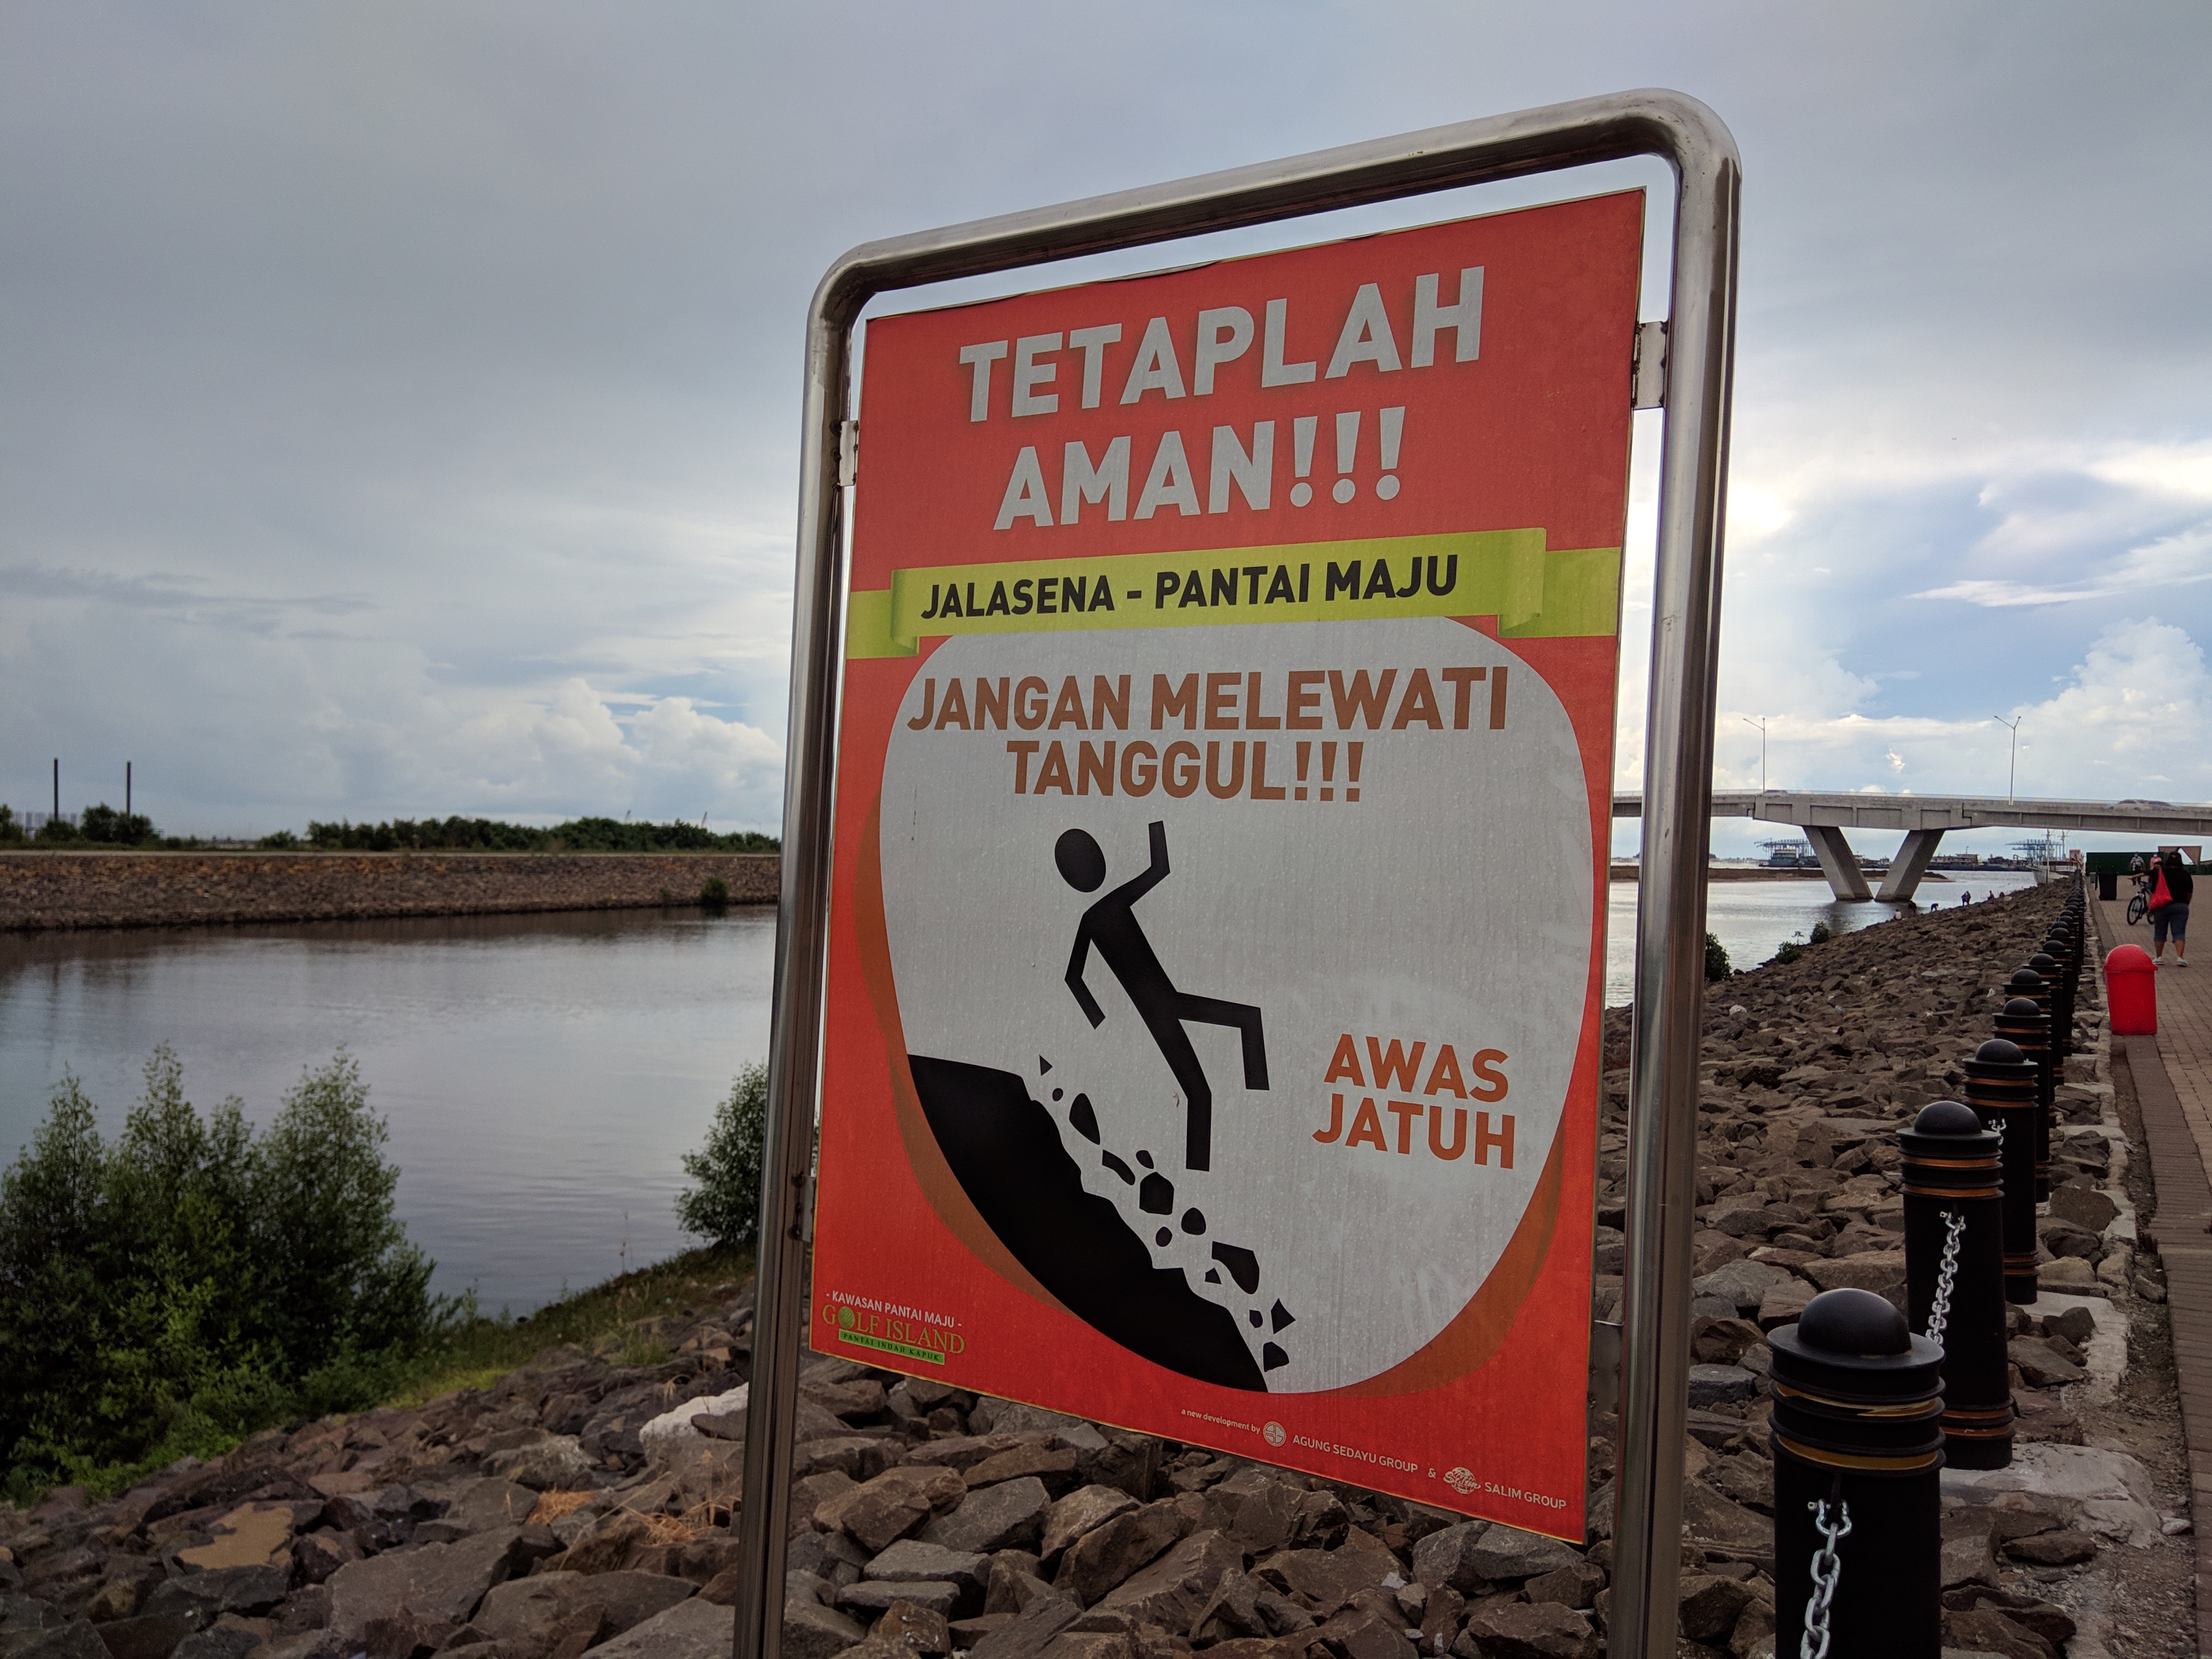 TETAPLAH
AMAN!!!
JALASENA - PANTAI MAJU
JANGAN MELEWATI
TANGGUL!!!
AWAS
JATUH
- KAWASAN PANTAI MAJU -
GOLF ISLAND
PANTAI INDAH KAPUK
a new development by AGUNG SEDAYU GROUP & Salim SALIM GROUP